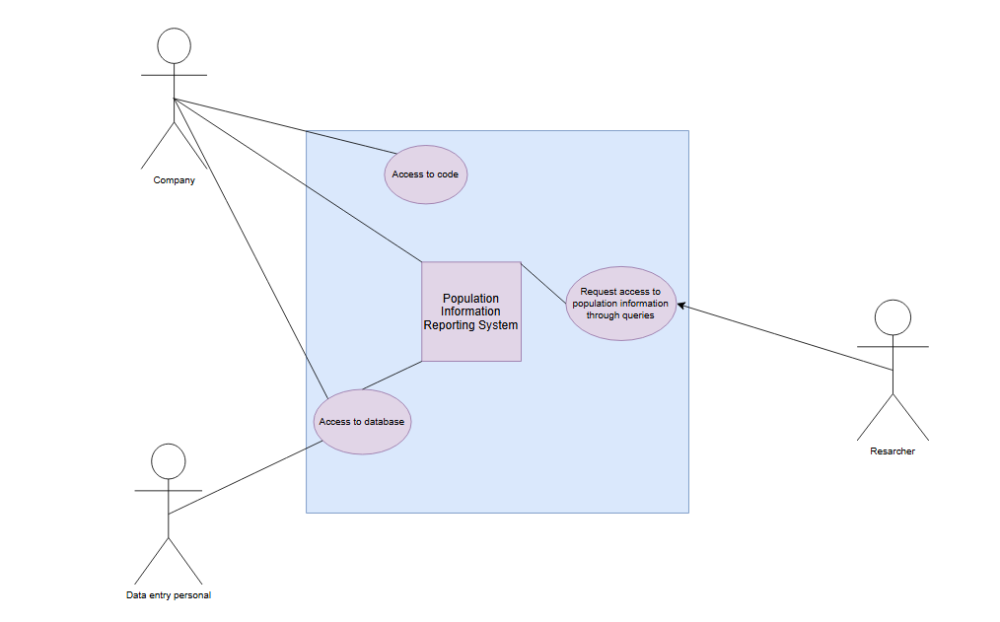 Company
Access to code
Population
Information
Reporting System
Request access to
population information
through queries
Access to database
Resarcher
Data entry personal